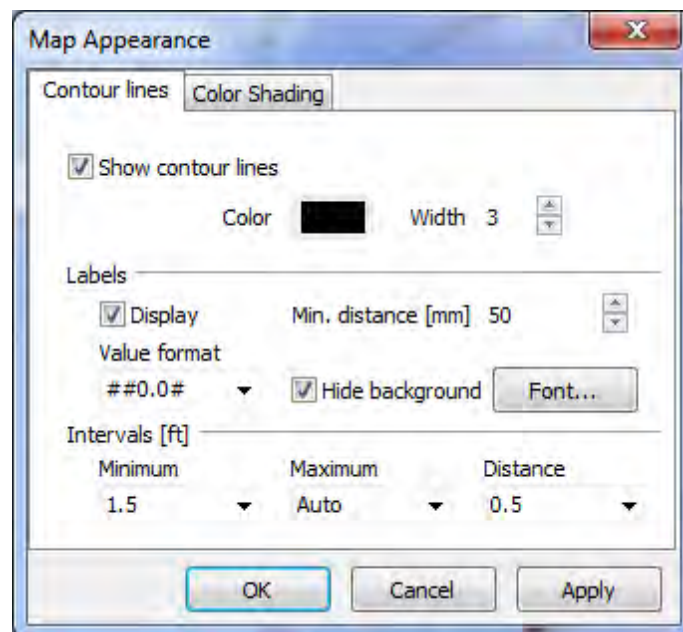 Map Appearance
Contour lines Color Shading
Show contour lines
Color Width 3
Labels
Display Min. distance [mm] 50
Value format
##0.0# Hide background Font...
Intervals [ft]
Minimum Maximum Distance
1.5 Auto 0.5
OK Cancel Apply